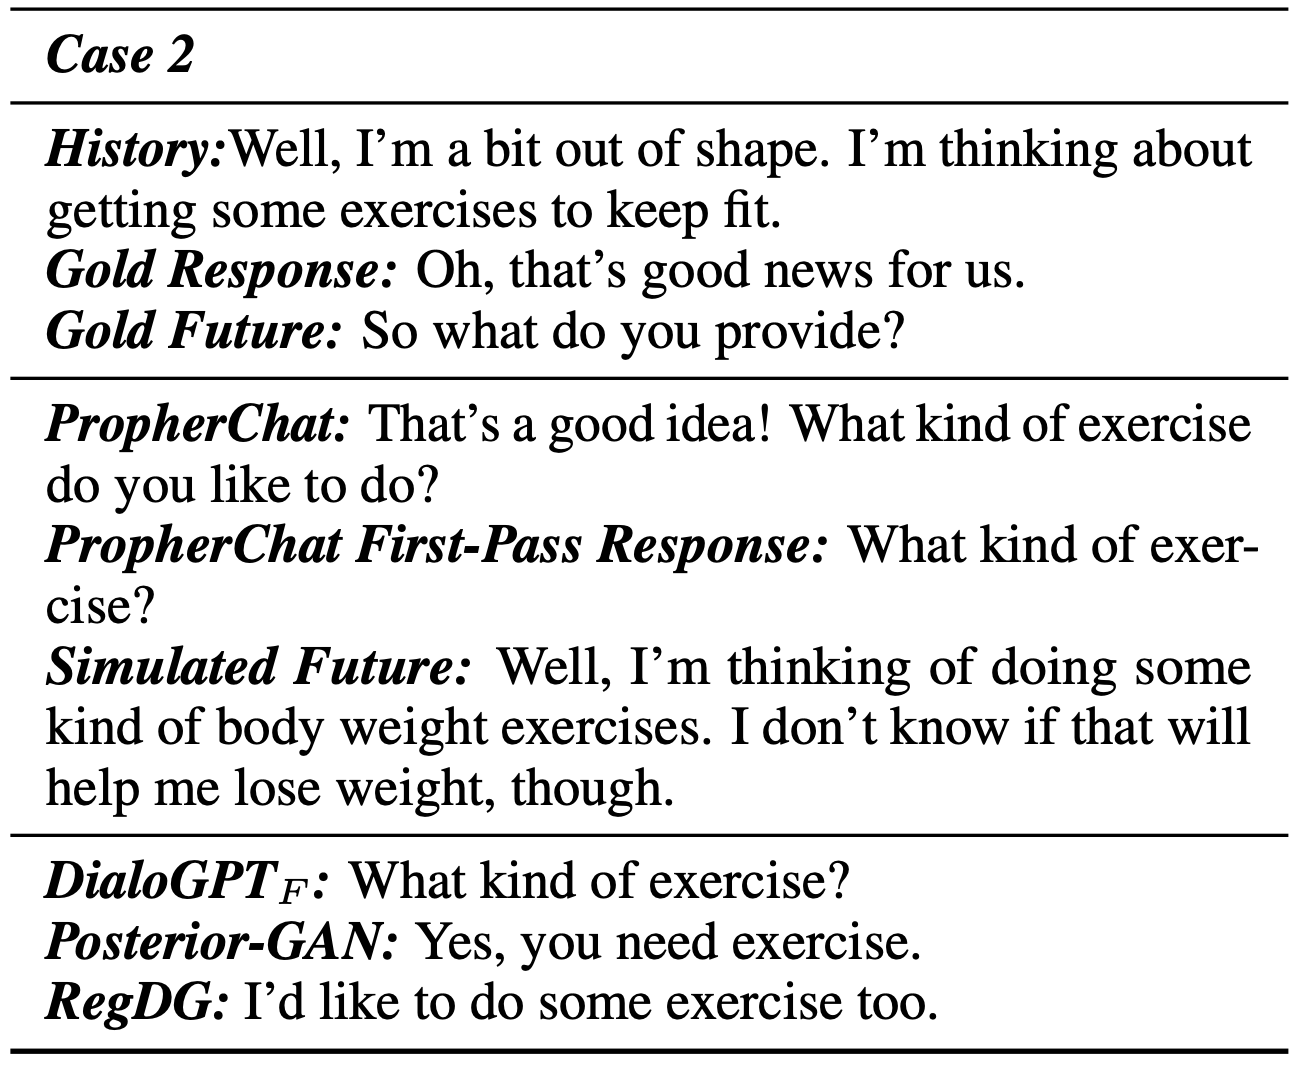 Case 2
History:Well, I'm a bit out of shape. I'm thinking about
getting some exercises to keep fit.
Gold Response: Oh, that's good news for us.
Gold Future: So what do you provide?
PropherChat: That's a good idea! What kind of exercise
do you like to do?
PropherChat First-Pass Response: What kind of exer-
cise?
Simulated Future: Well, I'm thinking of doing some
kind of body weight exercises. I don't know if that will
help me lose weight, though.
DialoGPT_F: What kind of exercise?
Posterior-GAN: Yes, you need exercise.
RegDG: I'd like to do some exercise too.